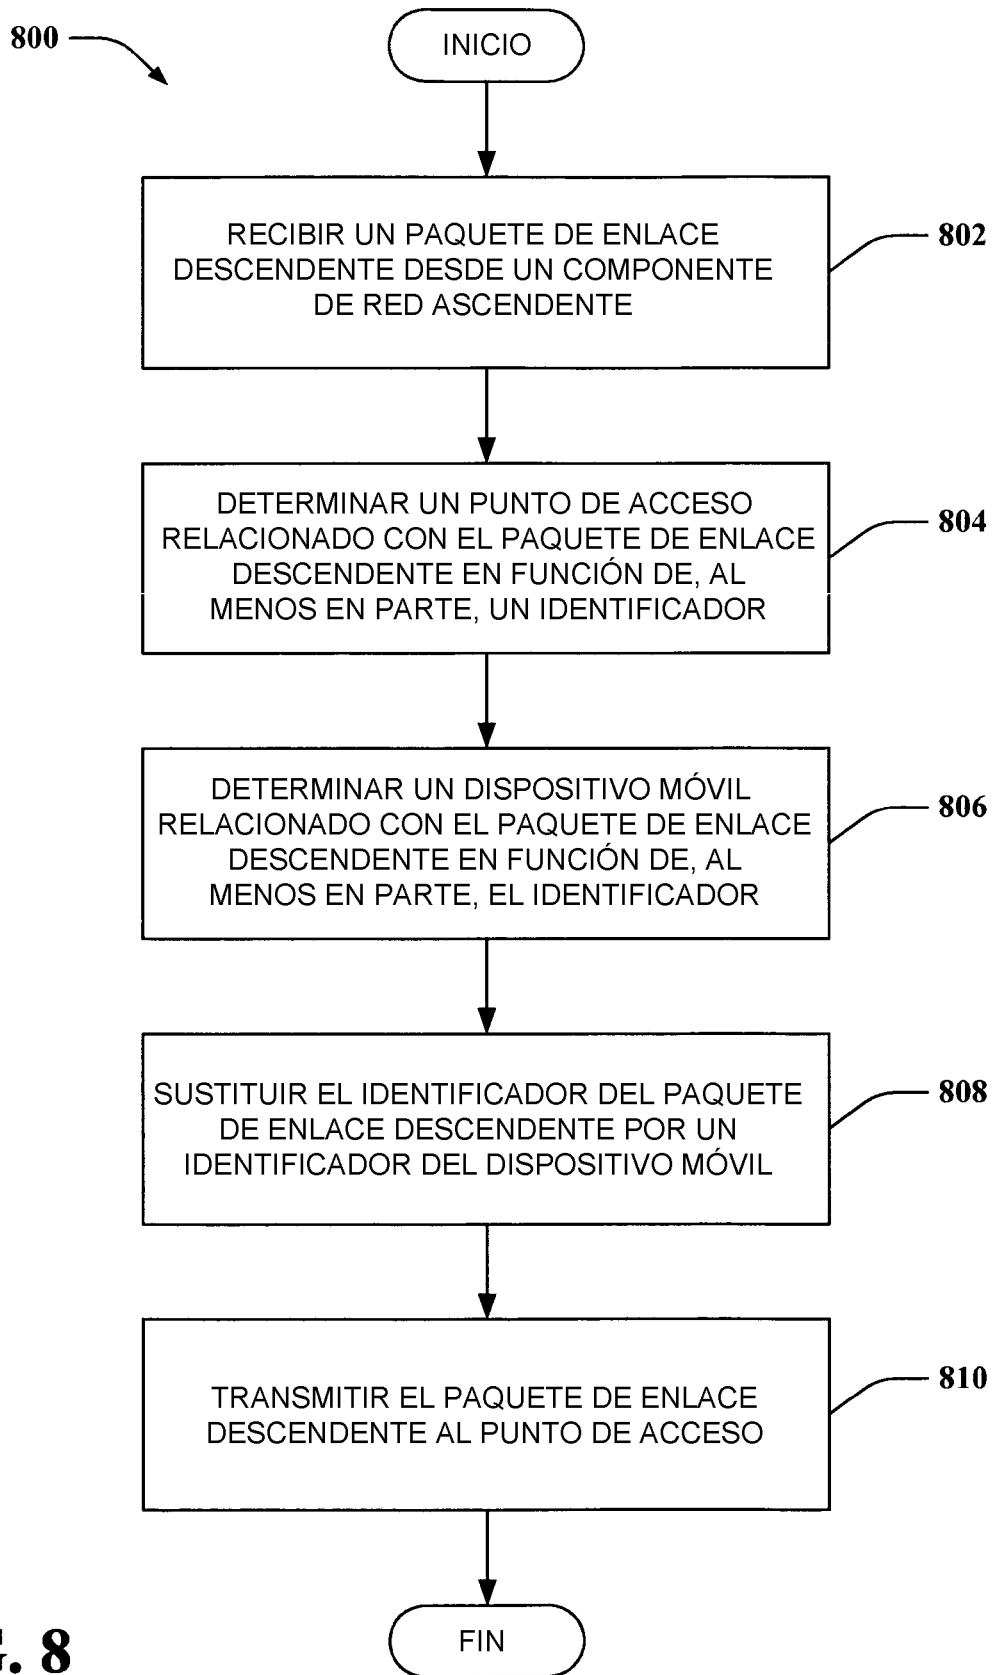 800
INICIO
RECIBIR UN PAQUETE DE ENLACE
DESCENDENTE DESDE UN COMPONENTE
DE RED ASCENDENTE
802
DETERMINAR UN PUNTO DE ACCESO
RELACIONADO CON EL PAQUETE DE ENLACE
DESCENDENTE EN FUNCIÓN DE, AL
MENOS EN PARTE, UN IDENTIFICADOR
804
DETERMINAR UN DISPOSITIVO MÓVIL
RELACIONADO CON EL PAQUETE DE ENLACE
DESCENDENTE EN FUNCIÓN DE, AL
MENOS EN PARTE, EL IDENTIFICADOR
806
SUSTITUIR EL IDENTIFICADOR DEL PAQUETE
DE ENLACE DESCENDENTE POR UN
IDENTIFICADOR DEL DISPOSITIVO MÓVIL
808
TRANSMITIR EL PAQUETE DE ENLACE
DESCENDENTE AL PUNTO DE ACCESO
810
FIN
8